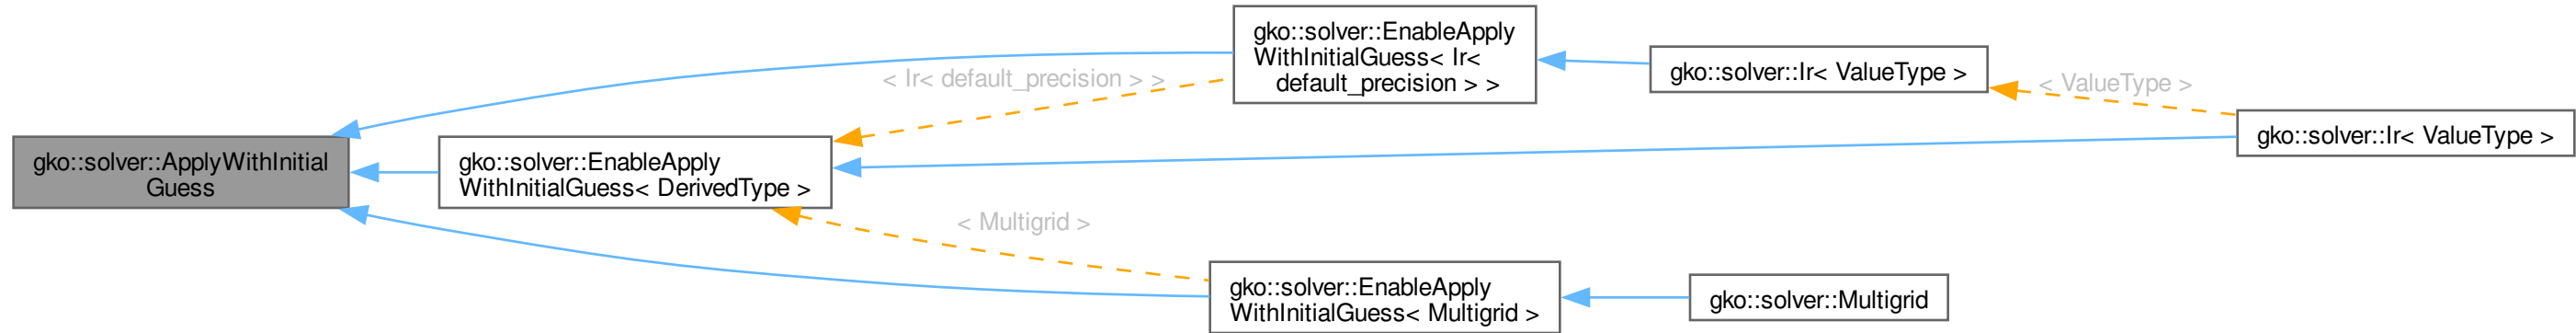 gko::solver::ApplyWithInitial
Guess
gko::solver::EnableApply
WithInitialGuess< DerivedType >
< Ir< default_precision > >
gko::solver::EnableApply
WithInitialGuess< Ir<
default_precision > >
gko::solver::Ir< ValueType >
< ValueType >
gko::solver::Ir< ValueType >
< Multigrid >
gko::solver::EnableApply
WithInitialGuess< Multigrid >
gko::solver::Multigrid